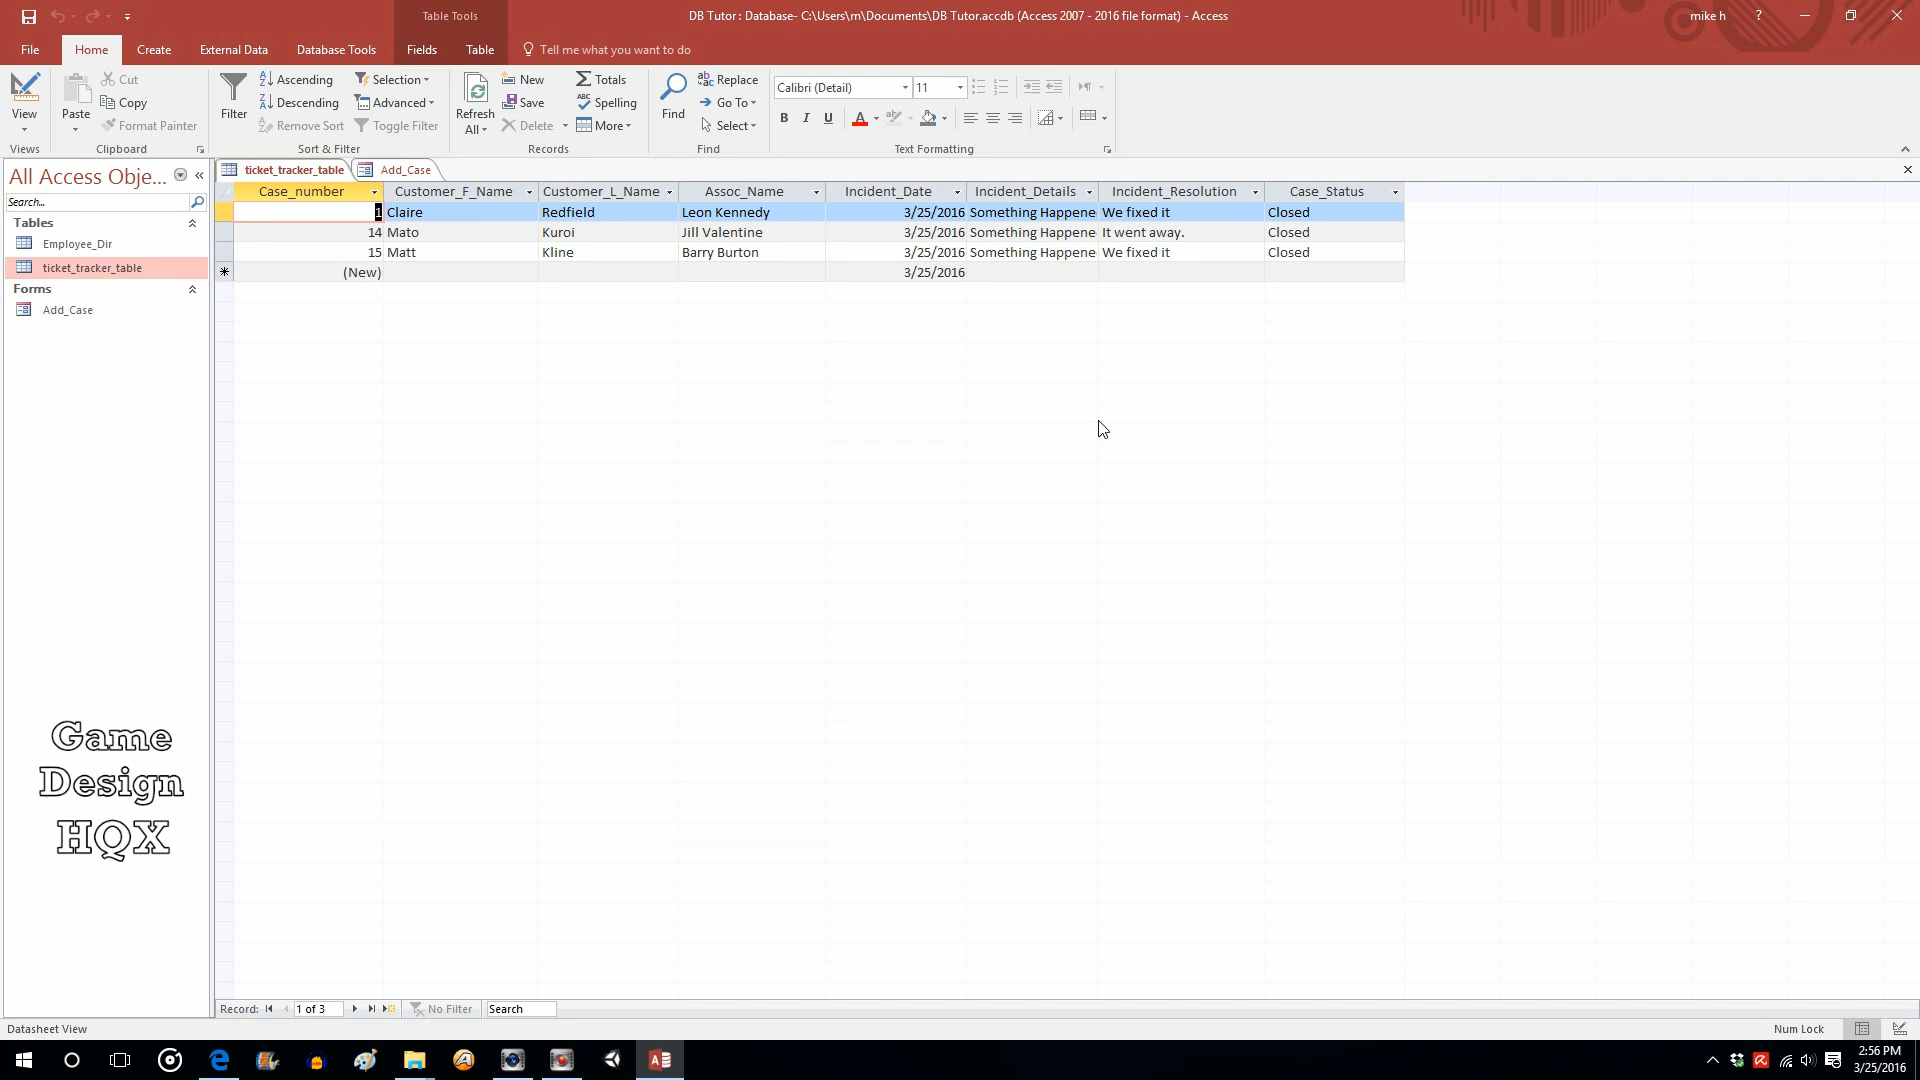 Table Tools
DB Tutor : Database- C:\Users\m\Documents\DB Tutor.accdb (Access 2007 - 2016 file format) - Access
mike h ?
File Home Create External Data Database Tools Fields Table Tell me what you want to do
View
Views
Paste
Cut
Copy
Format Painter
Clipboard
Filter
Ascending
Descending
Remove Sort
Selection
Advanced
Toggle Filter
Sort & Filter
Refresh
All
New
Save
Delete
Totals
Spelling
More
Records
Find
Replace
Go To
Select
Find
Calibri (Detail) 11
B I U
Text Formatting
All Access Obje...
Search...
Tables
Employee_Dir
ticket_tracker_table
Forms
Add_Case
ticket_tracker_table Add_Case
Case_number Customer_F_Name Customer_L_Name Assoc_Name Incident_Date Incident_Details Incident_Resolution Case_Status
1 Claire Redfield Leon Kennedy 3/25/2016 Something Happene We fixed it Closed
14 Mato Kuroi Jill Valentine 3/25/2016 Something Happene It went away. Closed
15 Matt Kline Barry Burton 3/25/2016 Something Happene We fixed it Closed
(New) 3/25/2016
Game
Design
HQX
Record: 1 of 3 No Filter Search
Datasheet View Num Lock
2:56 PM
3/25/2016